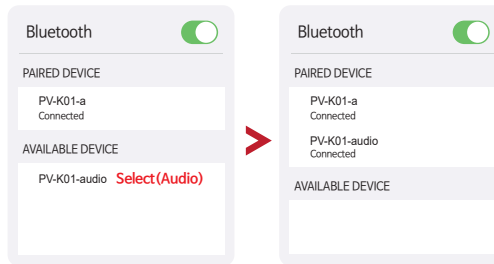 Bluetooth
PAIRED DEVICE
PV-K01-a
Connected
AVAILABLE DEVICE
PV-K01-audio Select(Audio)
>
Bluetooth
PAIRED DEVICE
PV-K01-a
Connected
PV-K01-audio
Connected
AVAILABLE DEVICE